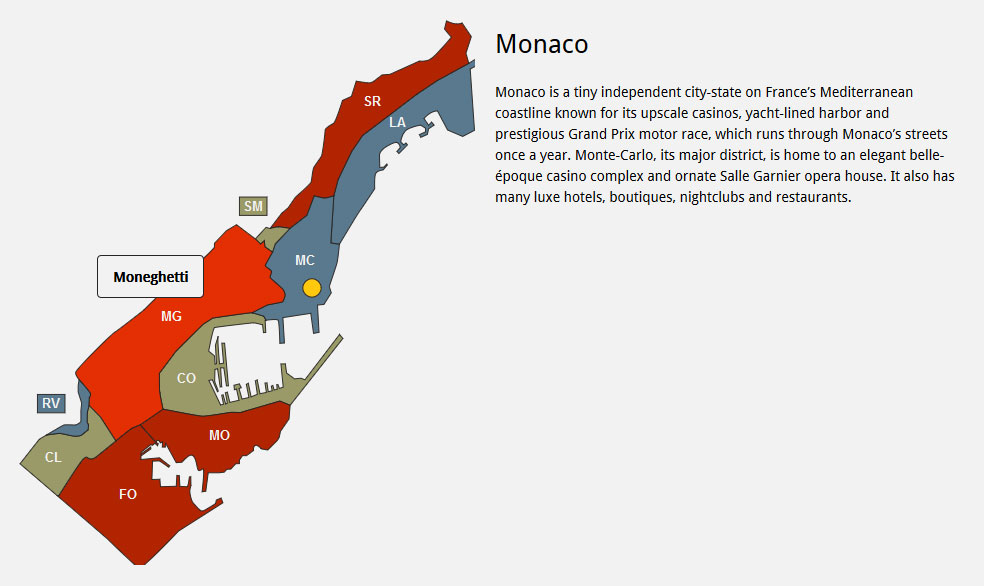 Monaco
Monaco is a tiny independent city-state on France’s Mediterranean
coastline known for its upscale casinos, yacht-lined harbor and
prestigious Grand Prix motor race, which runs through Monaco’s streets
once a year. Monte-Carlo, its major district, is home to an elegant belle-
époque casino complex and ornate Salle Garnier opera house. It also has
many luxe hotels, boutiques, nightclubs and restaurants.
SR
LA
SM
MC
Moneghetti
MG
CO
RV
MO
CL
FO